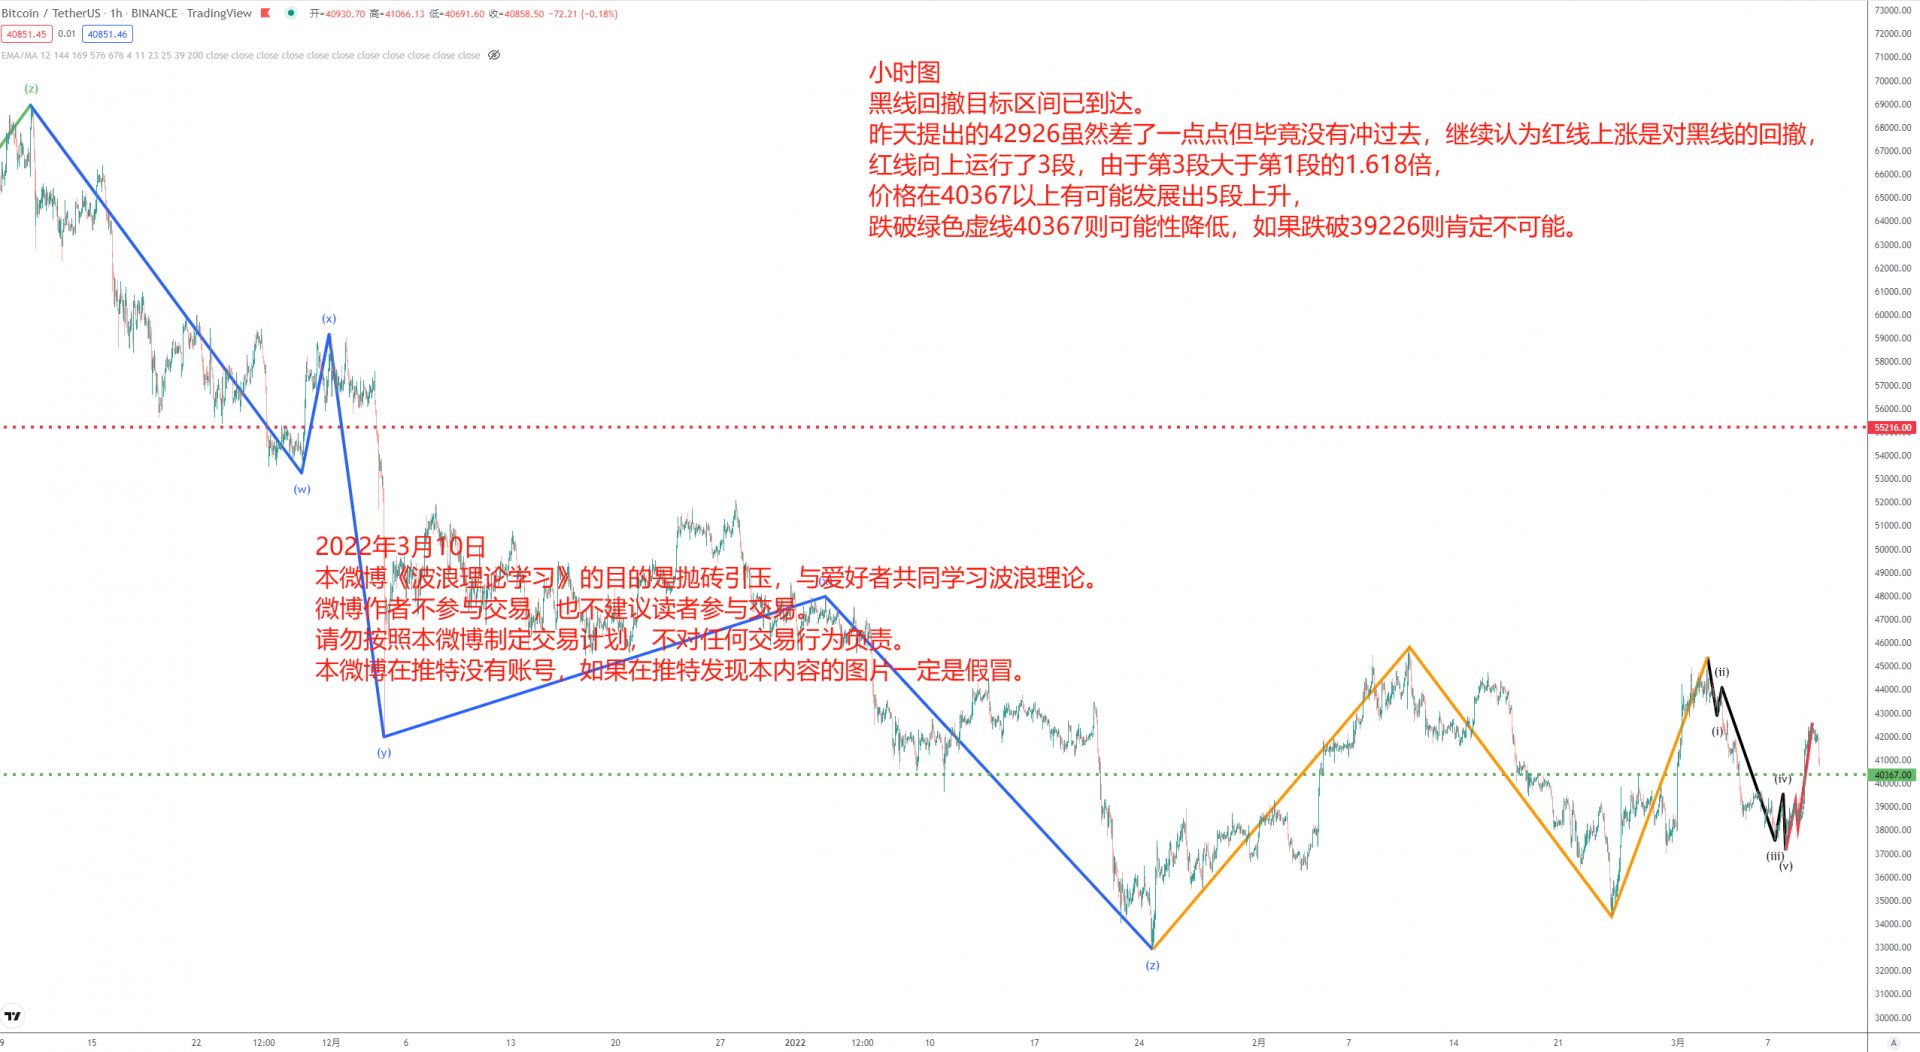 Bitcoin / TetherUS · 1h · BINANCE · TradingView 开=40930.70 高=41066.13 低=40691.60 收=40858.50 −72.21 (−0.18%)
40851.45 0.01 40851.46
EMA/MA 12 144 169 576 676 4 11 23 25 39 200 close close close close close close close close close close close
小时图
黑线回撤目标区间已到达。
昨天提出的42926虽然差了一点点但毕竟没有冲过去，继续认为红线上涨是对黑线的回撤，
红线向上运行了3段，由于第3段大于第1段的1.618倍，
价格在40367以上有可能发展出5段上升，
跌破绿色虚线40367则可能性降低，如果跌破39226则肯定不可能。
(z)
(x)
(w)
2022年3月10日
本微博《波浪理论学习》的目的是抛砖引玉，与爱好者共同学习波浪理论。
微博作者不参与交易，也不建议读者参与交易。
请勿按照本微博制定交易计划，不对任何交易行为负责。
本微博在推特没有账号，如果在推特发现本内容的图片一定是假冒。
(y)
(z)
(ii)
(i)
(iv)
(iii)
(v)
73000.00
72000.00
71000.00
70000.00
69000.00
68000.00
67000.00
66000.00
65000.00
64000.00
63000.00
62000.00
61000.00
60000.00
59000.00
58000.00
57000.00
56000.00
55216.00
54000.00
53000.00
52000.00
51000.00
50000.00
49000.00
48000.00
47000.00
46000.00
45000.00
44000.00
43000.00
42000.00
41000.00
40367.00
40000.00
39000.00
38000.00
37000.00
36000.00
35000.00
34000.00
33000.00
32000.00
31000.00
30000.00
9 15 22 12:00 12月 6 13 20 27 2022 12:00 10 17 24 2月 7 14 21 3月 7 A